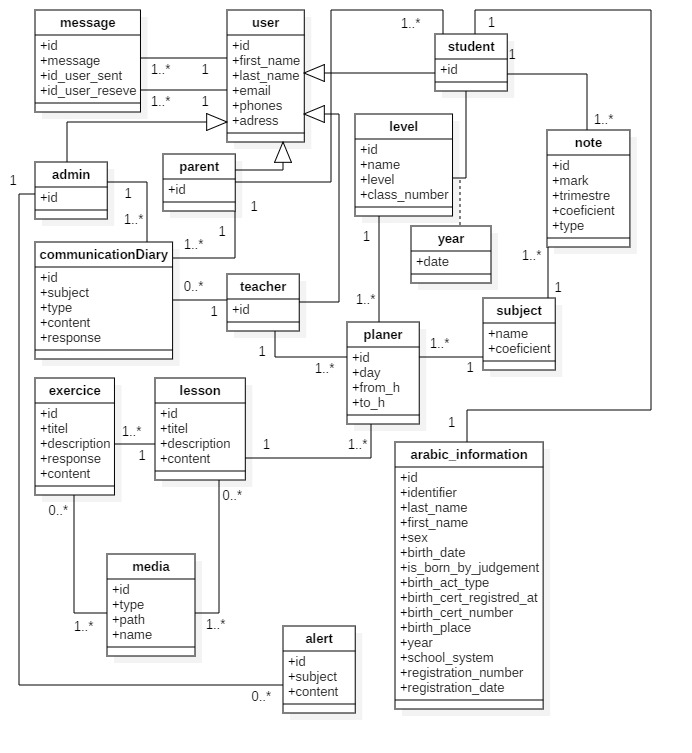 message
+id
+message
+id_user_sent
+id_user_reseve
user
+id
+first_name
+last_name
+email
+phones
+adress
1..*
1
1..*
1
1..*
student
+id
1
1
1..*
level
+id
+name
+level
+class_number
note
+id
+mark
+trimestre
+coeficient
+type
admin
+id
1
1
1..*
parent
+id
1
1
1..*
year
+date
1
1..*
1..*
1
communicationDiary
+id
+subject
+type
+content
+response
0..*
1
teacher
+id
1
1..*
subject
+name
+coeficient
planer
+id
+day
+from_h
+to_h
1..*
1
exercice
+id
+titel
+description
+response
+content
1..*
1
lesson
+id
+titel
+description
+content
1
1..*
1
arabic_information
+id
+identifier
+last_name
+first_name
+sex
+birth_date
+is_born_by_judgement
+birth_act_type
+birth_cert_registred_at
+birth_cert_number
+birth_place
+year
+school_system
+registration_number
+registration_date
0..*
0..*
media
+id
+type
+path
+name
1..*
1..*
alert
+id
+subject
+content
0..*